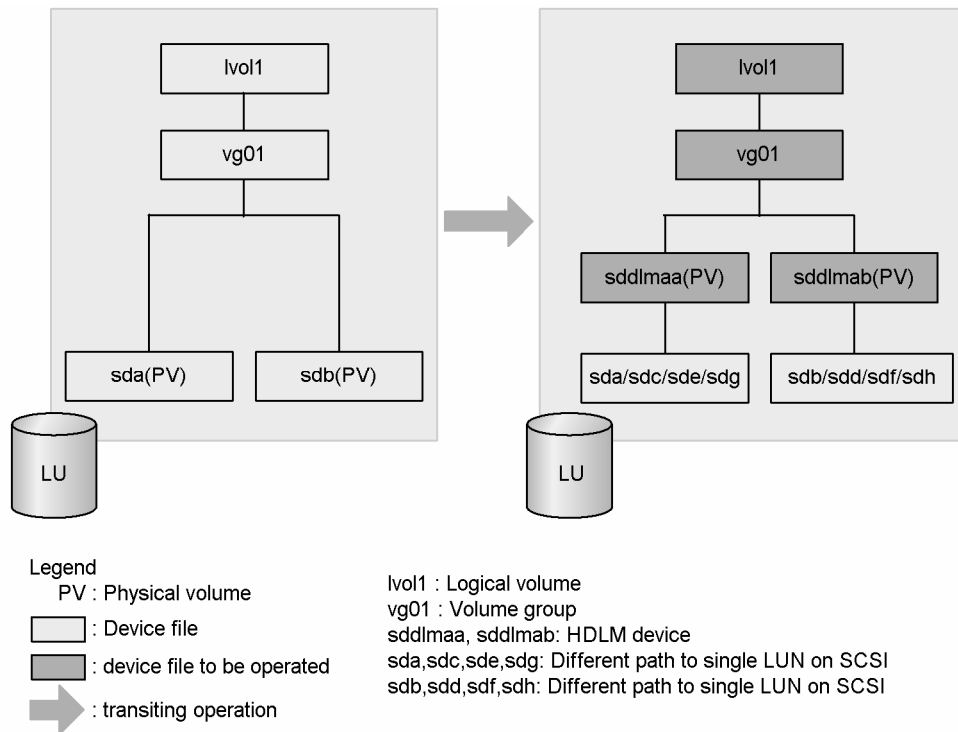 lvol1
vg01
sda(PV)
sdb(PV)
LU
lvol1
vg01
sddlmaa(PV)
sddlmab(PV)
sda/sdc/sde/sdg
sdb/sdd/sdf/sdh
LU
Legend
PV : Physical volume
: Device file
: device file to be operated
: transiting operation
lvol1 : Logical volume
vg01 : Volume group
sddlmaa, sddlmab: HDLM device
sda,sdc,sde,sdg: Different path to single LUN on SCSI
sdb,sdd,sdf,sdh: Different path to single LUN on SCSI